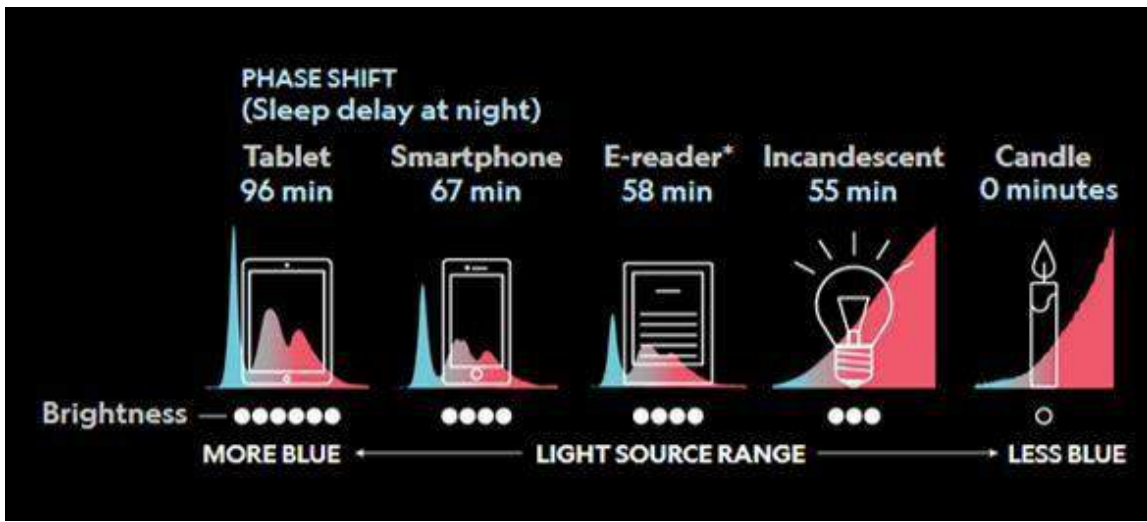 PHASE SHIFT
(Sleep delay at night)
Tablet Smartphone E-reader* Incandescent Candle
96 min 67 min 58 min 55 min 0 minutes
Brightness
MORE BLUE LIGHT SOURCE RANGE LESS BLUE